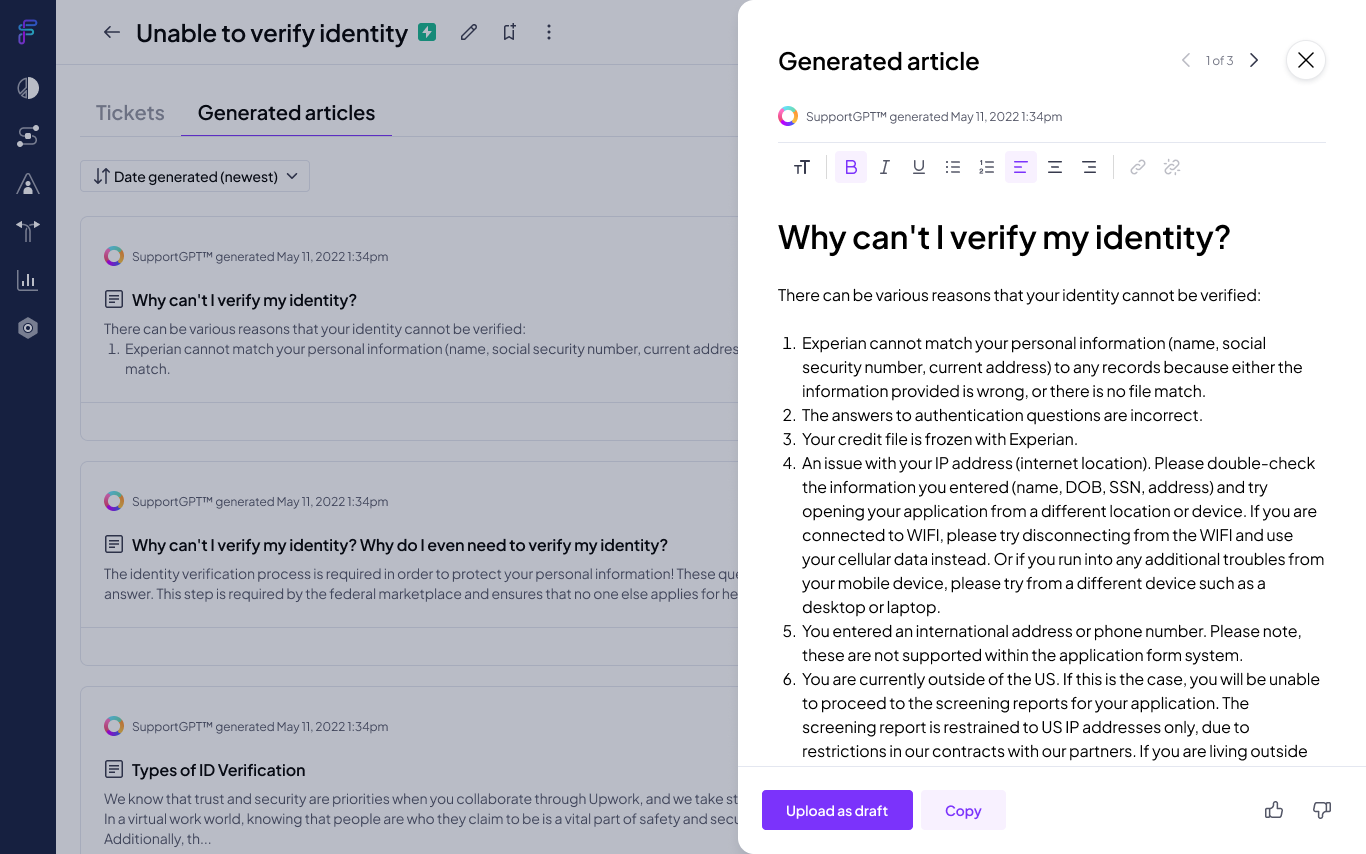 Unable to verify identity
Tickets
Generated articles
Date generated (newest)
SupportGPT™ generated May 11, 2022 1:34pm
Why can't I verify my identity?
There can be various reasons that your identity cannot be verified:
1. Experian cannot match your personal information (name, social security number, current
match.
SupportGPT™ generated May 11, 2022 1:34pm
Why can't I verify my identity? Why do I even need to verify my identity?
The identity verification process is required in order to protect your personal information! These
answer. This step is required by the federal marketplace and ensures that no one else applies for
SupportGPT™ generated May 11, 2022 1:34pm
Types of ID Verification
We know that trust and security are priorities when you collaborate through Upwork, and we take
In a virtual work world, knowing that people are who they claim to be is a vital part of safety and
Additionally, th...
Generated article
1 of 3
SupportGPT™ generated May 11, 2022 1:34pm
Why can't I verify my identity?
There can be various reasons that your identity cannot be verified:
1. Experian cannot match your personal information (name, social
security number, current address) to any records because either the
information provided is wrong, or there is no file match.
2. The answers to authentication questions are incorrect.
3. Your credit file is frozen with Experian.
4. An issue with your IP address (internet location). Please double-check
the information you entered (name, DOB, SSN, address) and try
opening your application from a different location or device. If you are
connected to WIFI, please try disconnecting from the WIFI and use
your cellular data instead. Or if you run into any additional troubles from
your mobile device, please try from a different device such as a
desktop or laptop.
5. You entered an international address or phone number. Please note,
these are not supported within the application form system.
6. You are currently outside of the US. If this is the case, you will be unable
to proceed to the screening reports for your application. The
screening report is restrained to US IP addresses only, due to
restrictions in our contracts with our partners. If you are living outside
Upload as draft
Copy